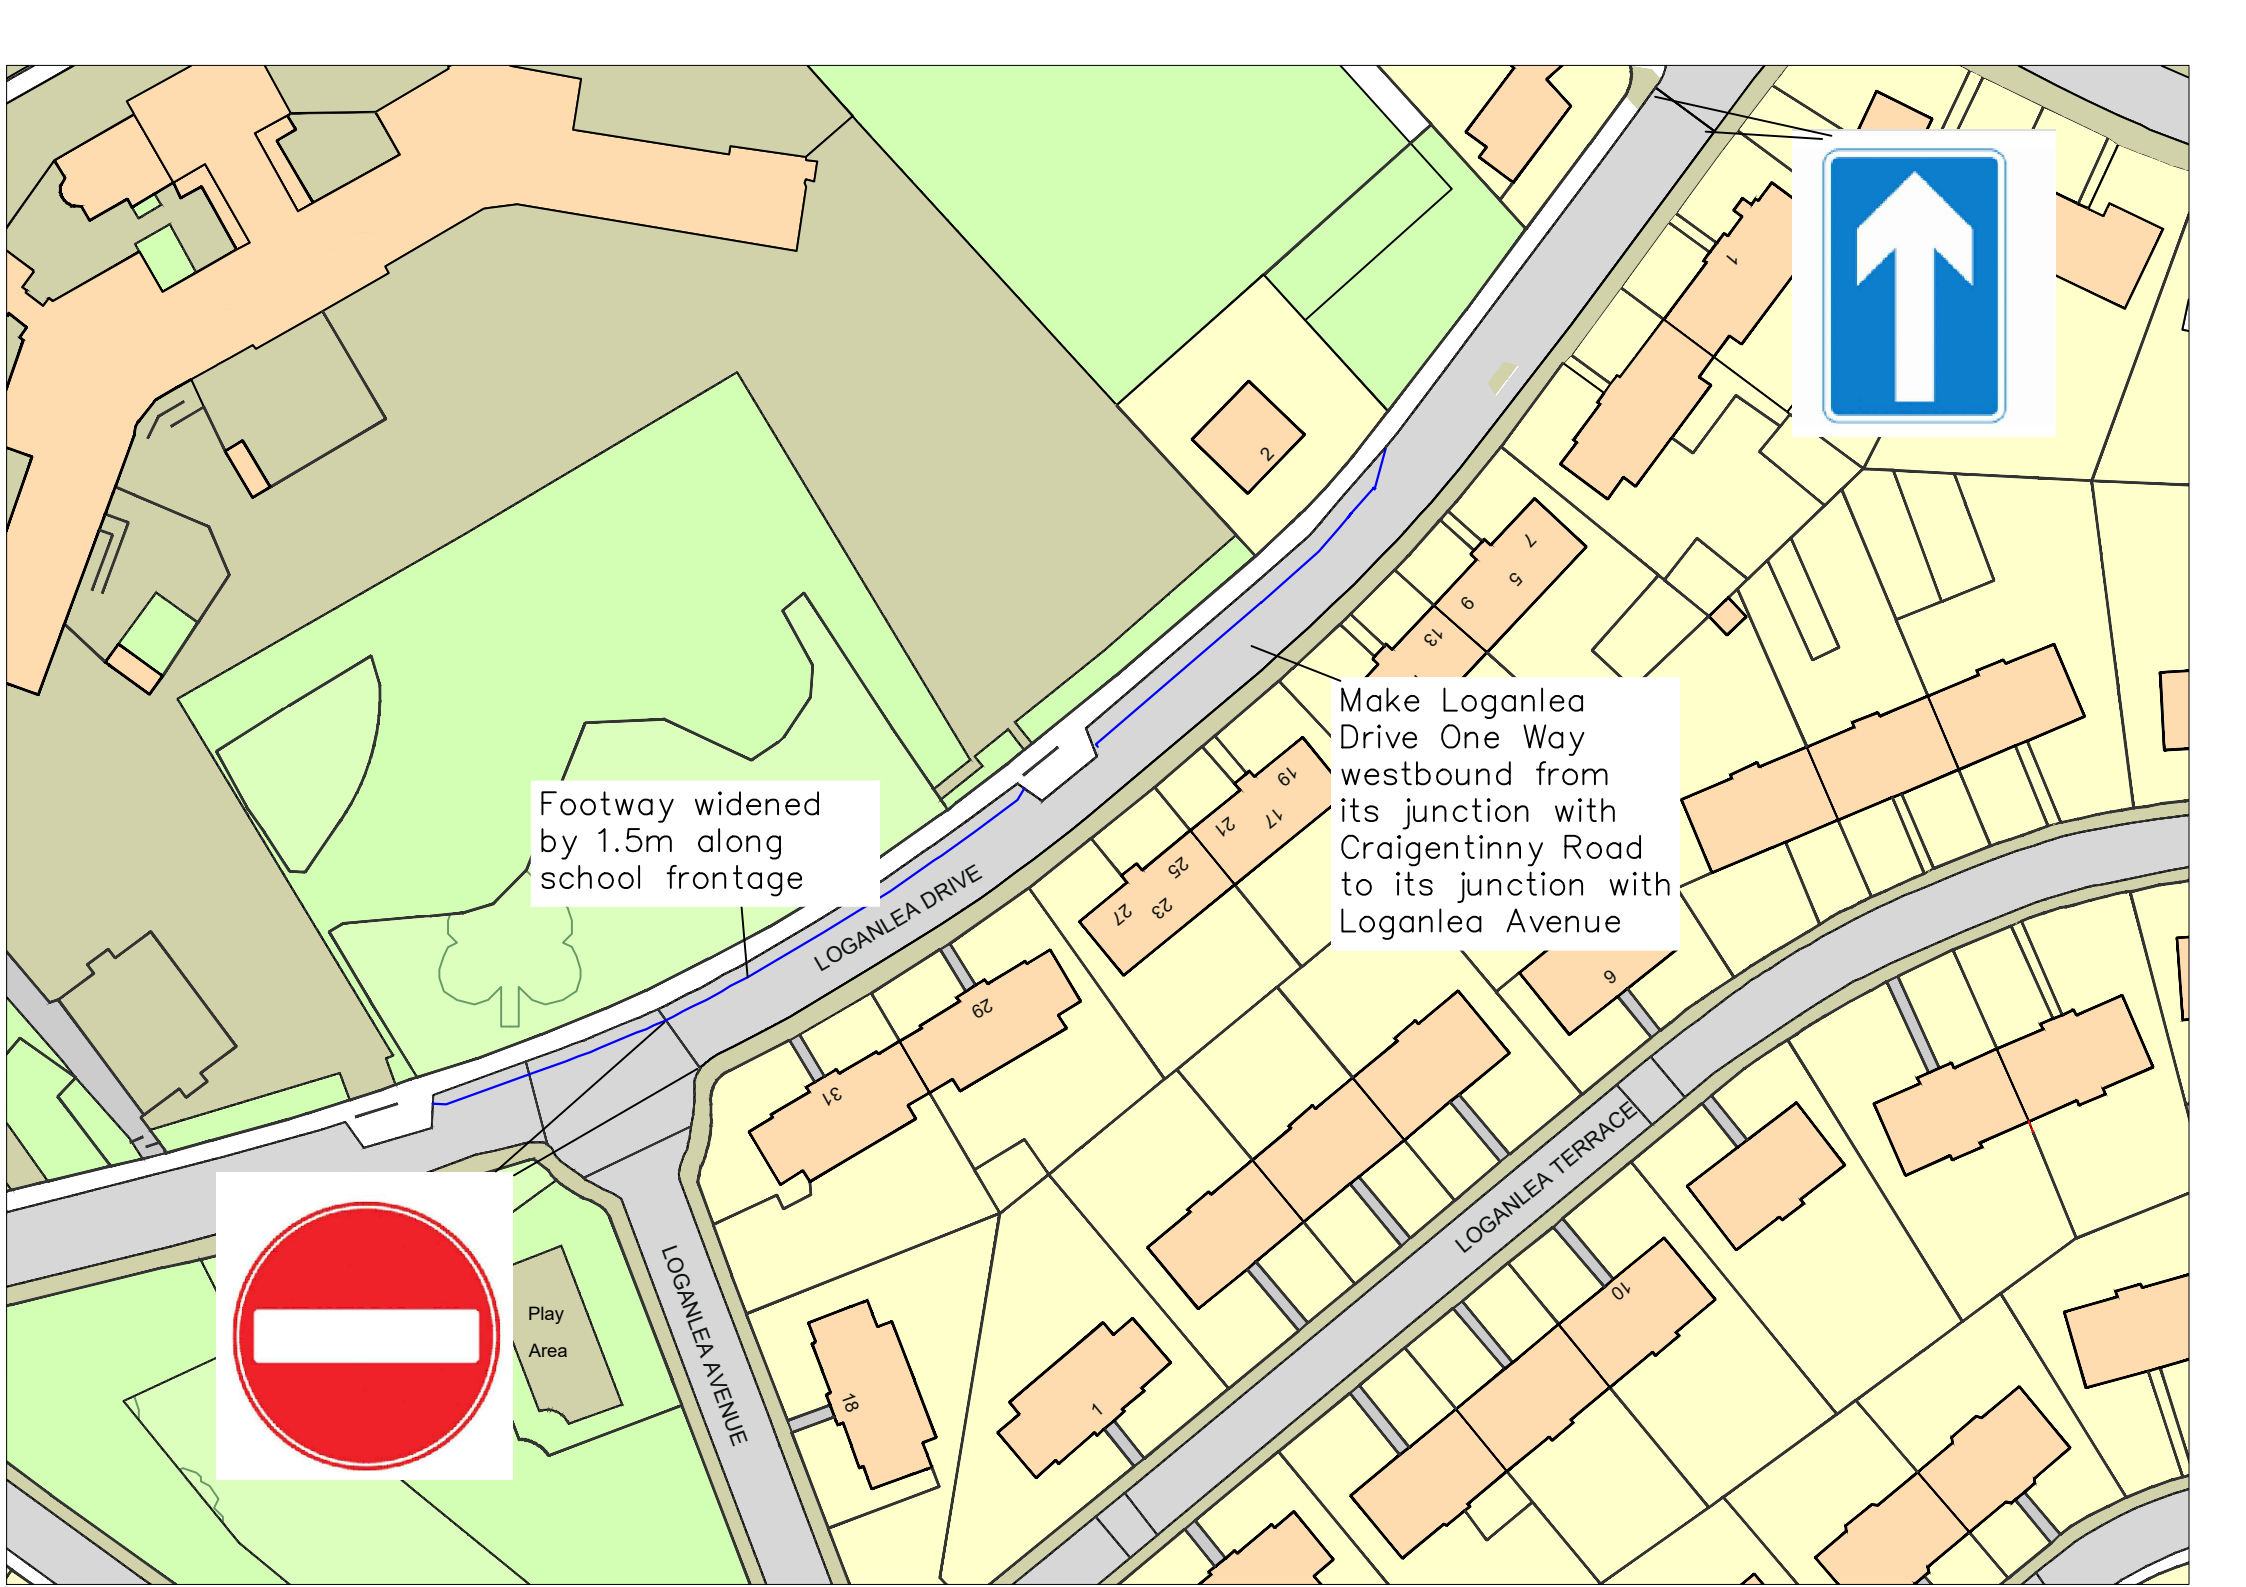 1
2
7
5
9
13
Make Loganlea
Drive One Way
westbound from
its junction with
Craigentinny Road
to its junction with
Loganlea Avenue
19
17
21
25
23
27
Footway widened
by 1.5m along
school frontage
LOGANLEA DRIVE
29
31
6
LOGANLEA TERRACE
10
LOGANLEA AVENUE
Play
Area
18
1